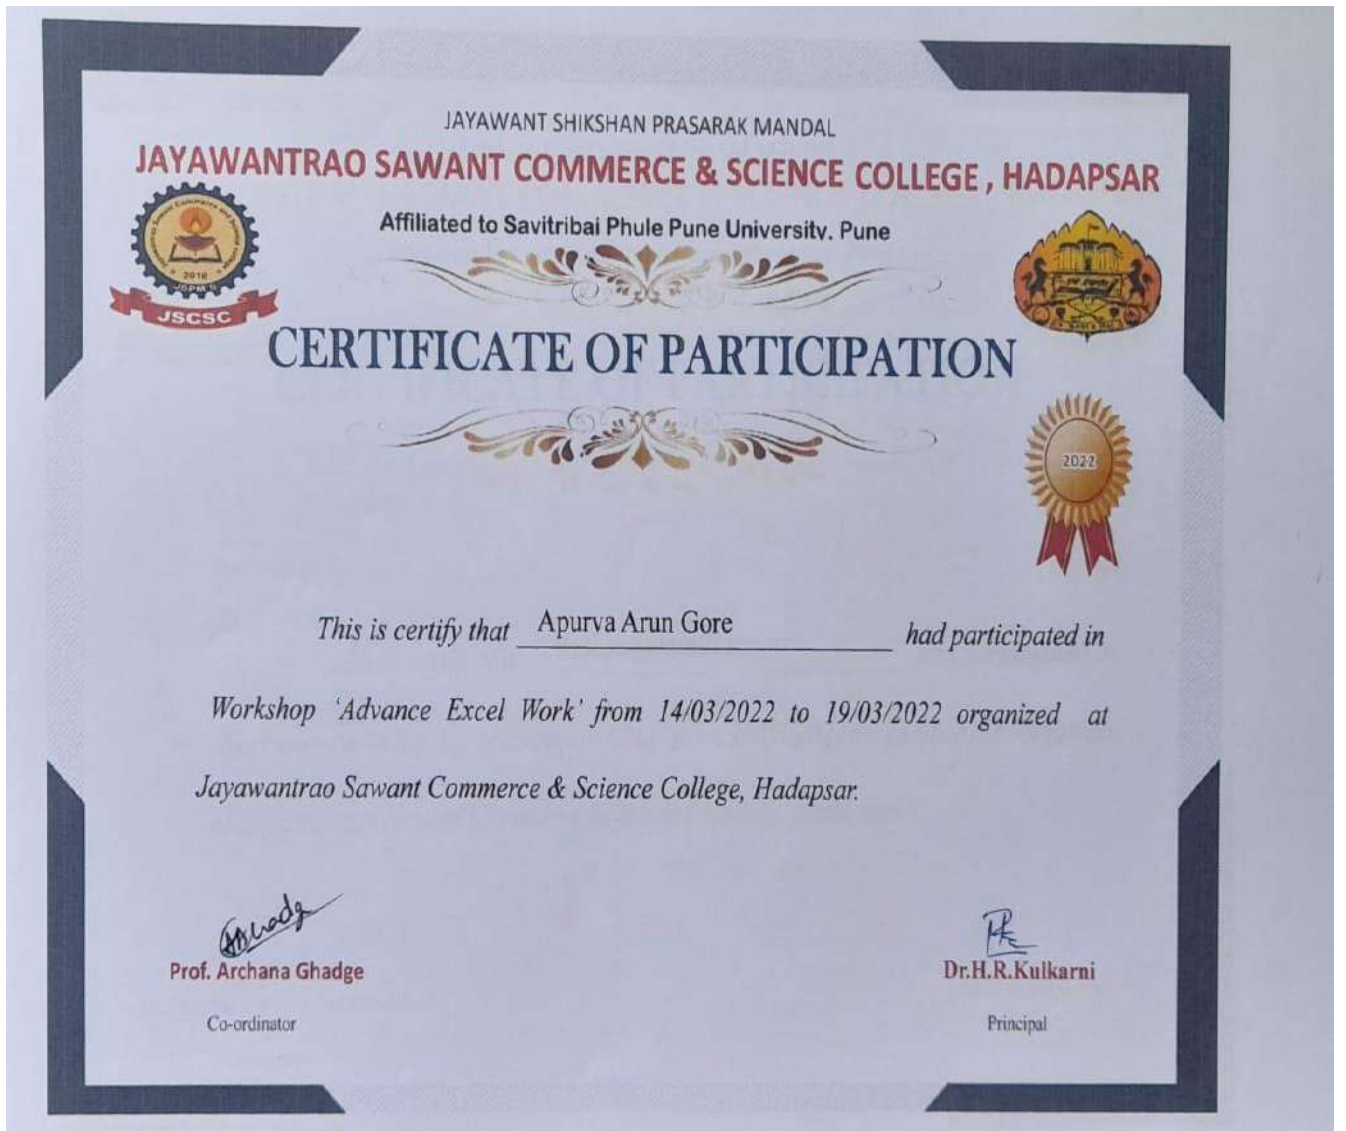 JAYAWANT SHIKSHAN PRASARAK MANDAL
JAYAWANTRAO SAWANT COMMERCE & SCIENCE COLLEGE , HADAPSAR
Affiliated to Savitribai Phule Pune University. Pune
2016
JSPM'S
JSCSC
CERTIFICATE OF PARTICIPATION
2022
This is certify that Apurva Arun Gore had participated in
Workshop 'Advance Excel Work' from 14/03/2022 to 19/03/2022 organized at
Jayawantrao Sawant Commerce & Science College, Hadapsar.
Prof. Archana Ghadge
Dr.H.R.Kulkarni
Co-ordinator
Principal